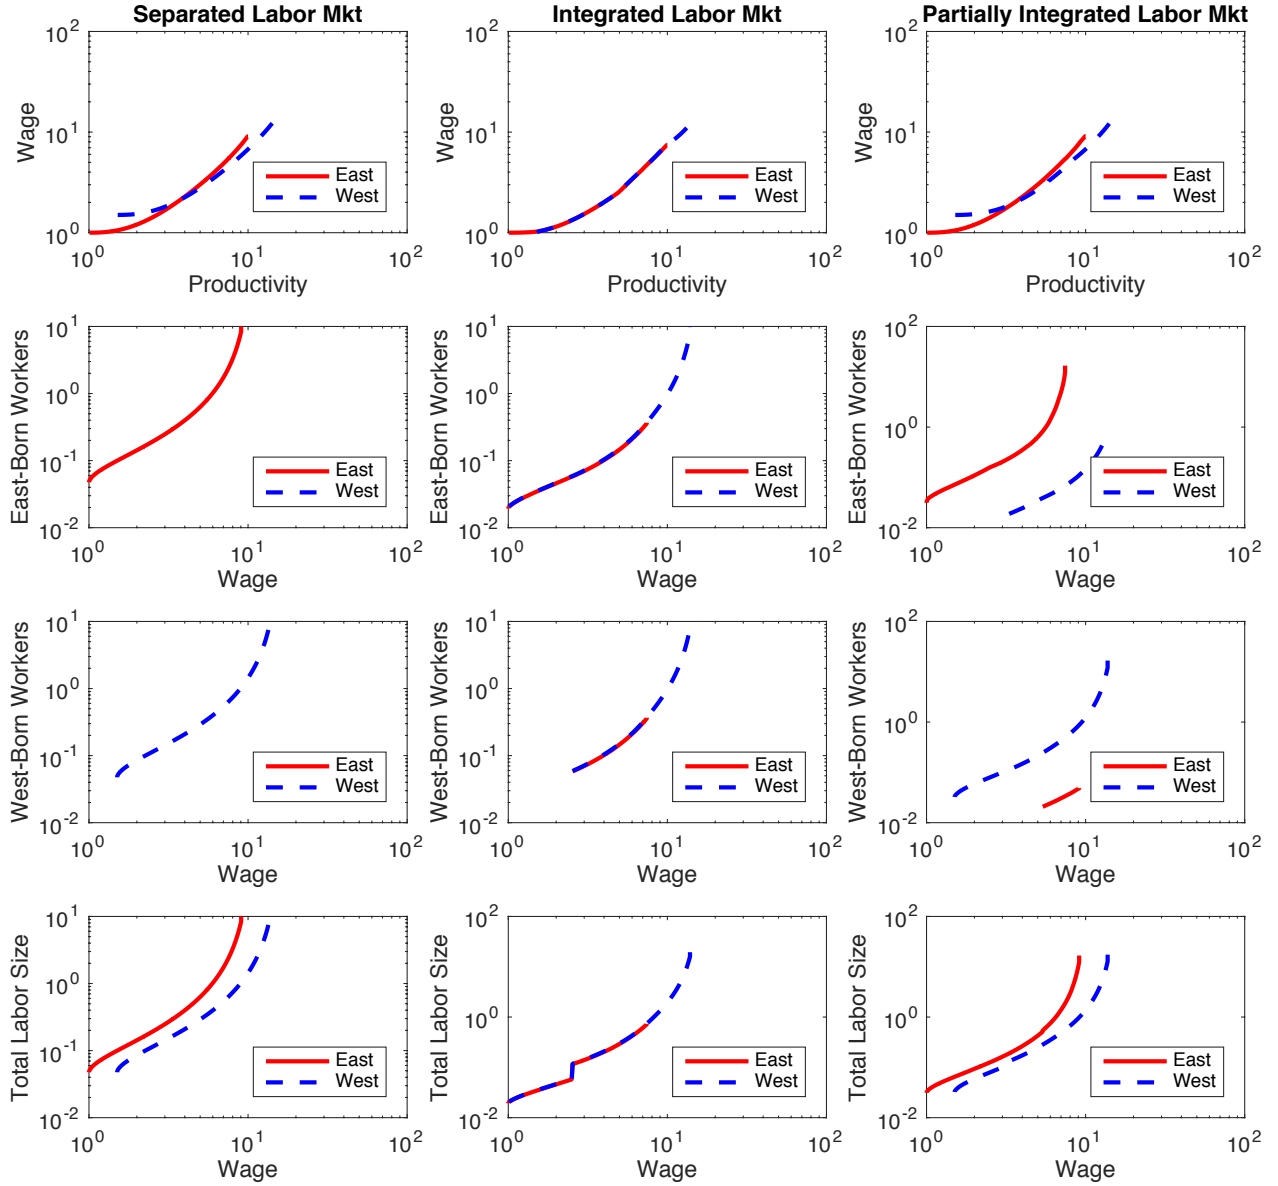 Separated Labor Mkt
10^2
10^1
10^0
Wage
East
West
10^0
10^1
10^2
Productivity
Integrated Labor Mkt
10^2
10^1
10^0
Wage
East
West
10^0
10^1
10^2
Productivity
Partially Integrated Labor Mkt
10^2
10^1
10^0
Wage
East
West
10^0
10^1
10^2
Productivity
10^1
10^0
10^-1
10^-2
East-Born Workers
East
West
10^0
10^1
10^2
Wage
10^1
10^0
10^-1
10^-2
East-Born Workers
East
West
10^0
10^1
10^2
Wage
10^2
10^0
10^-2
East-Born Workers
East
West
10^0
10^1
10^2
Wage
10^1
10^0
10^-1
10^-2
West-Born Workers
East
West
10^0
10^1
10^2
Wage
10^1
10^0
10^-1
10^-2
West-Born Workers
East
West
10^0
10^1
10^2
Wage
10^2
10^0
10^-2
West-Born Workers
East
West
10^0
10^1
10^2
Wage
10^1
10^0
10^-1
10^-2
Total Labor Size
East
West
10^0
10^1
10^2
Wage
10^2
10^0
10^-2
Total Labor Size
East
West
10^0
10^1
10^2
Wage
10^2
10^0
10^-2
Total Labor Size
East
West
10^0
10^1
10^2
Wage